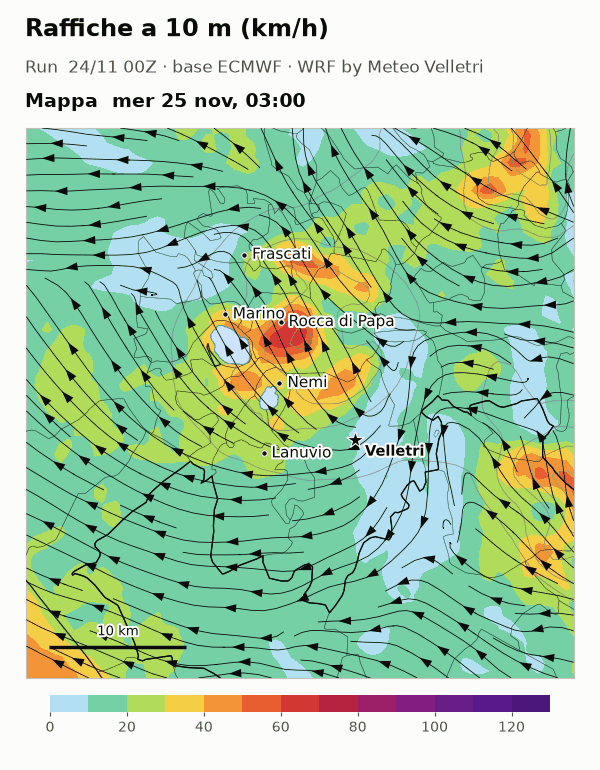 Raffiche a 10 m (km/h)
Run  24/11 00Z · base ECMWF · WRF by Meteo Velletri
Mappa  mer 25 nov, 03:00
Frascati
Marino
Rocca di Papa
Nemi
Velletri
Lanuvio
10 km
0 20 40 60 80 100 120